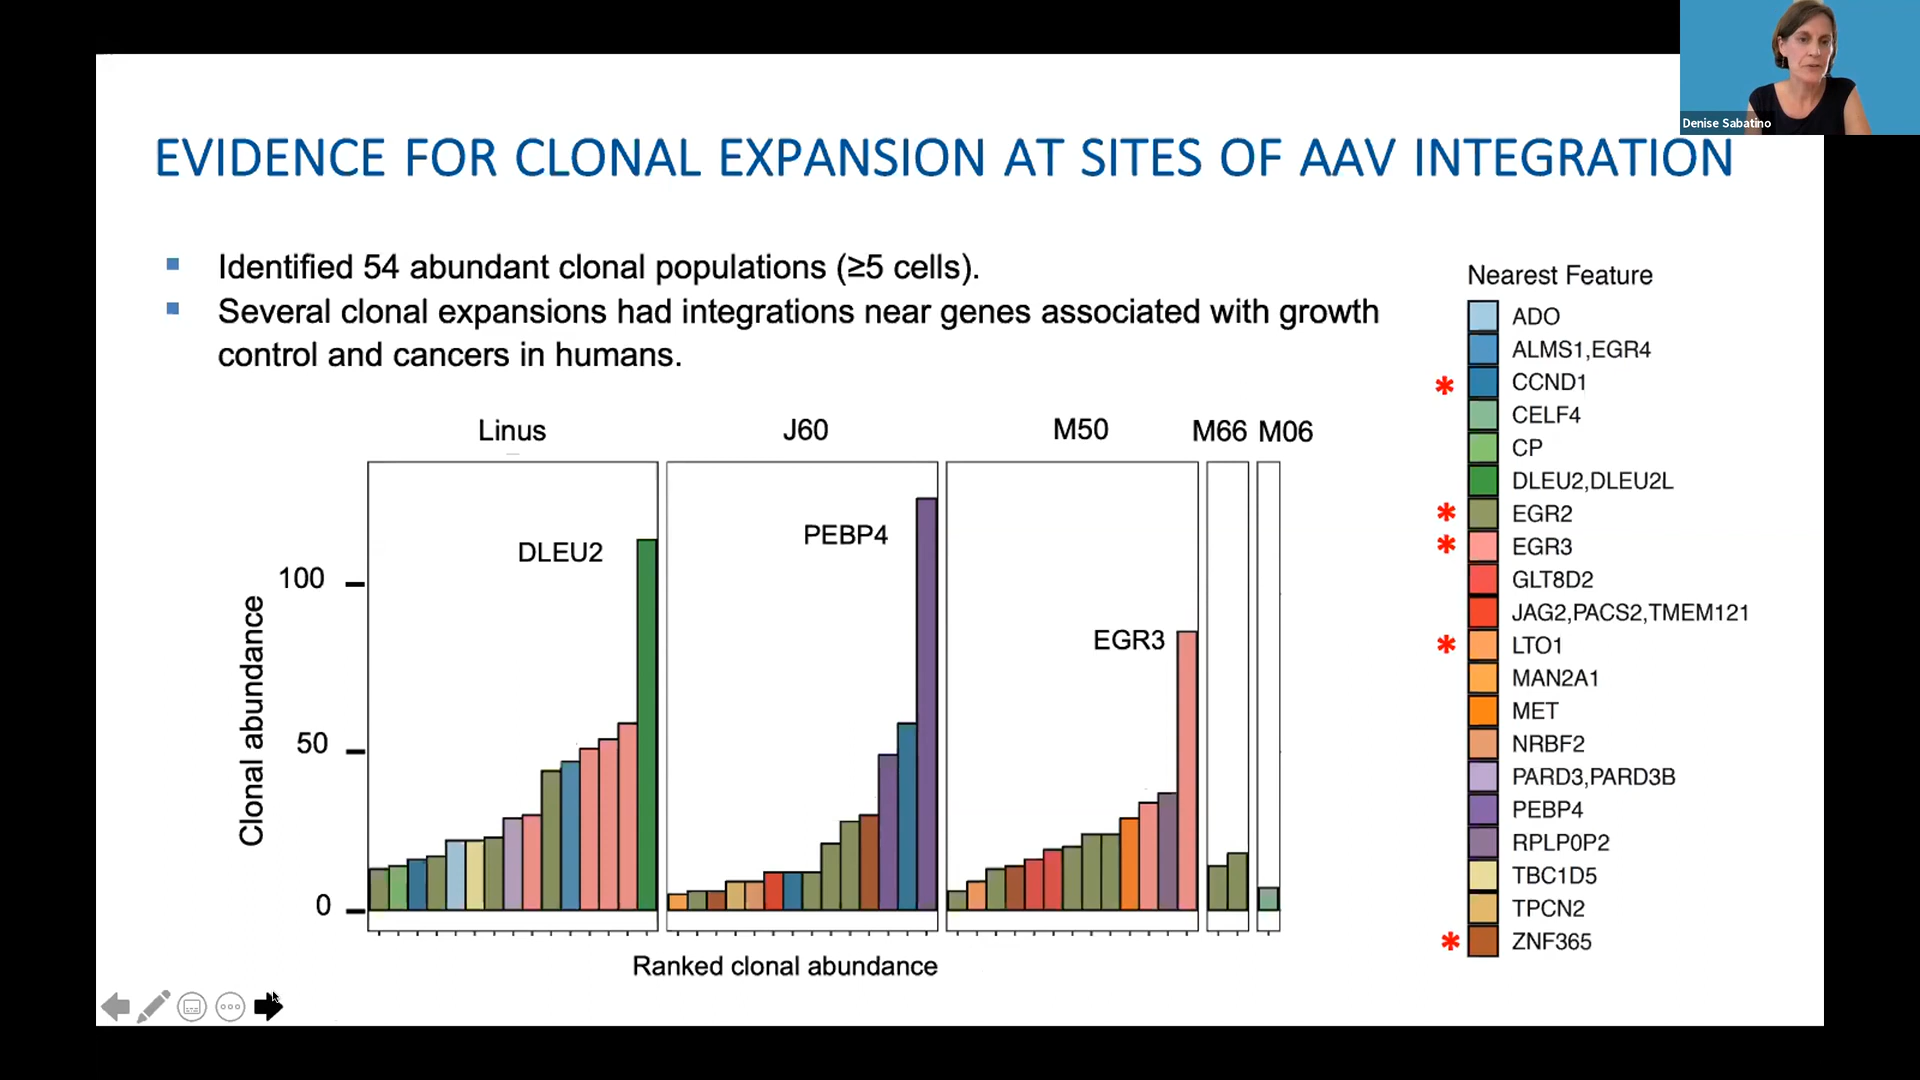 Denise Sabatino
EVIDENCE FOR CLONAL EXPANSION AT SITES OF AAV INTEGRATION
Identified 54 abundant clonal populations (≥5 cells).
Several clonal expansions had integrations near genes associated with growth
control and cancers in humans.
Linus
J60
M50
M66
M06
DLEU2
PEBP4
EGR3
100
50
0
Clonal abundance
Ranked clonal abundance
Nearest Feature
ADO
ALMS1,EGR4
* CCND1
CELF4
CP
DLEU2,DLEU2L
* EGR2
* EGR3
GLT8D2
JAG2,PACS2,TMEM121
* LTO1
MAN2A1
MET
NRBF2
PARD3,PARD3B
PEBP4
RPLP0P2
TBC1D5
TPCN2
* ZNF365